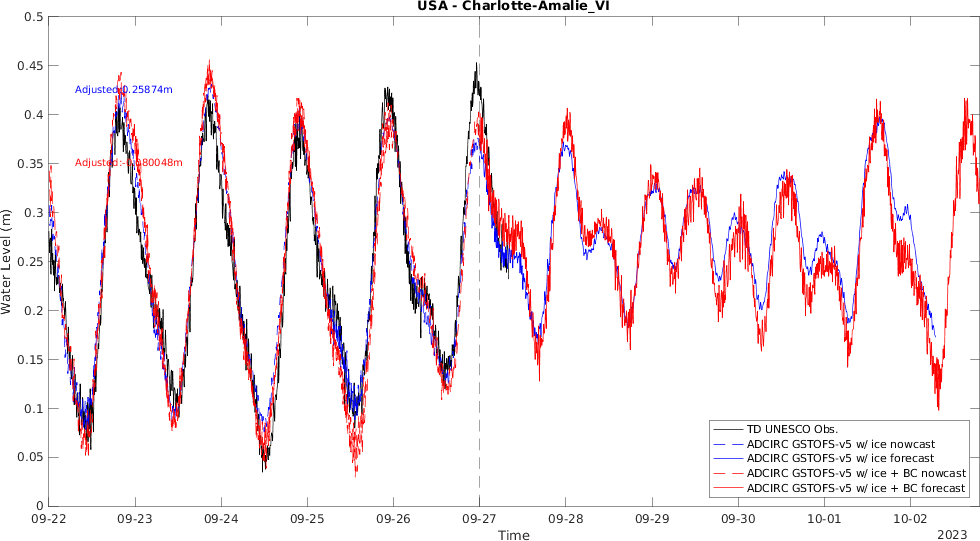 USA - Charlotte-Amalie_VI
0.5
0.45
0.4
0.35
0.3
0.25
0.2
0.15
0.1
0.05
0
Water Level (m)
Adjusted:0.25874m
Adjusted:-
80048m
TD UNESCO Obs.
ADCIRC GSTOFS-v5 w/ ice nowcast
ADCIRC GSTOFS-v5 w/ ice forecast
ADCIRC GSTOFS-v5 w/ ice + BC nowcast
ADCIRC GSTOFS-v5 w/ ice + BC forecast
09-22 09-23 09-24 09-25 09-26 09-27 09-28 09-29 09-30 10-01 10-02
Time
2023